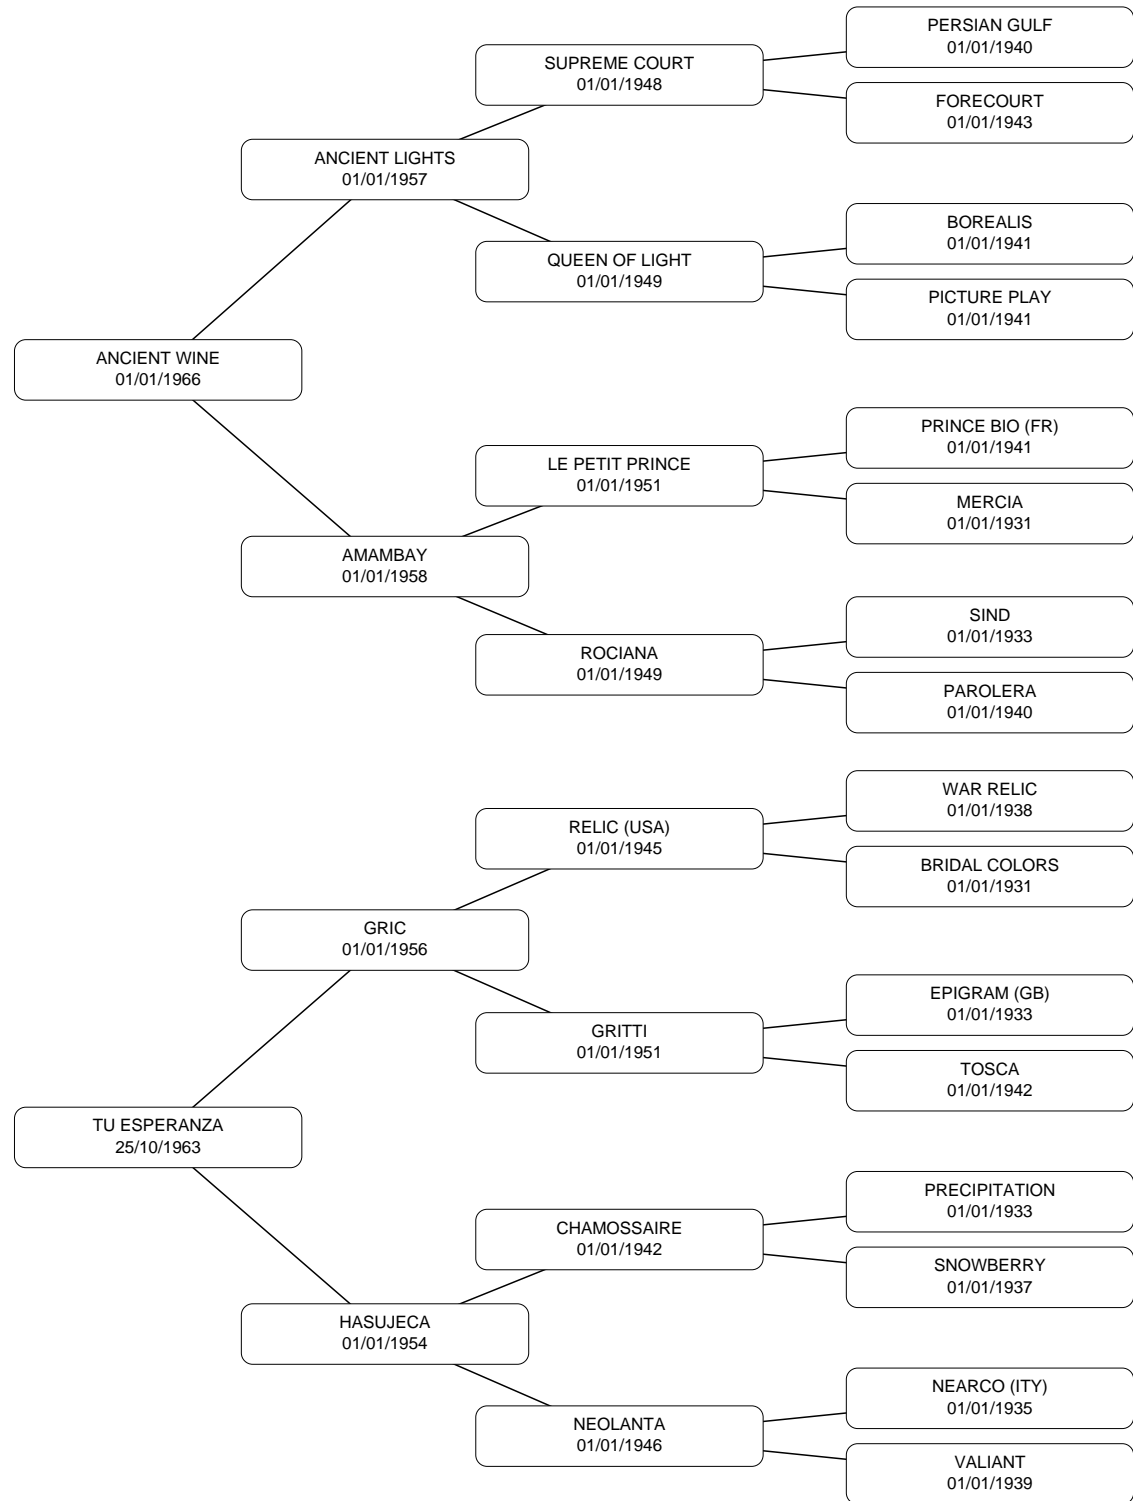 PERSIAN GULF
01/01/1940
SUPREME COURT
01/01/1948
FORECOURT
01/01/1943
ANCIENT LIGHTS
01/01/1957
BOREALIS
01/01/1941
QUEEN OF LIGHT
01/01/1949
PICTURE PLAY
01/01/1941
ANCIENT WINE
01/01/1966
PRINCE BIO (FR)
01/01/1941
LE PETIT PRINCE
01/01/1951
MERCIA
01/01/1931
AMAMBAY
01/01/1958
SIND
01/01/1933
ROCIANA
01/01/1949
PAROLERA
01/01/1940
WAR RELIC
01/01/1938
RELIC (USA)
01/01/1945
BRIDAL COLORS
01/01/1931
GRIC
01/01/1956
EPIGRAM (GB)
01/01/1933
GRITTI
01/01/1951
TOSCA
01/01/1942
TU ESPERANZA
25/10/1963
PRECIPITATION
01/01/1933
CHAMOSSAIRE
01/01/1942
SNOWBERRY
01/01/1937
HASUJECA
01/01/1954
NEARCO (ITY)
01/01/1935
NEOLANTA
01/01/1946
VALIANT
01/01/1939